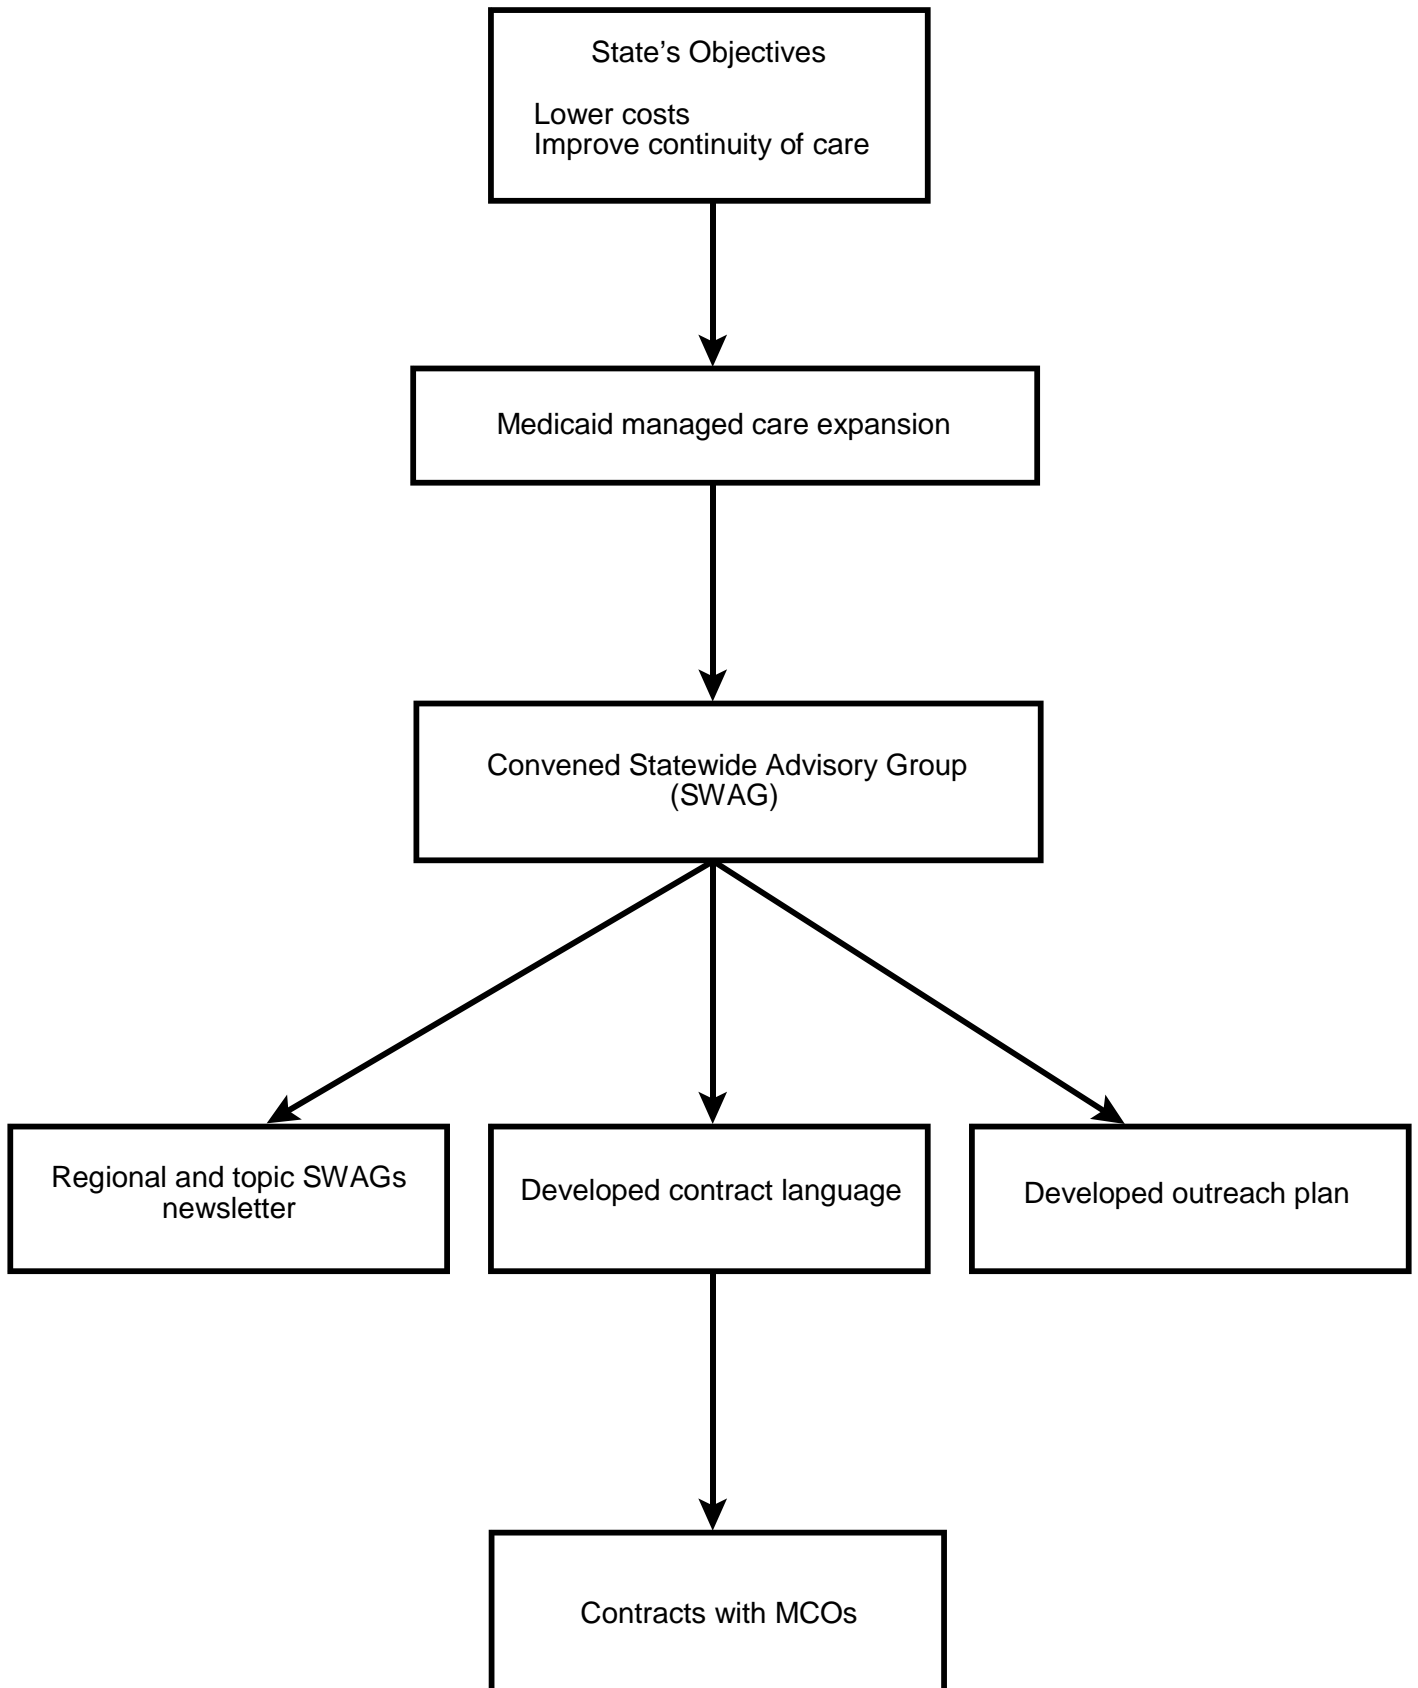 State’s Objectives
Lower costs
Improve continuity of care
Medicaid managed care expansion
Convened Statewide Advisory Group
(SWAG)
Regional and topic SWAGs
newsletter
Developed contract language
Developed outreach plan
Contracts with MCOs